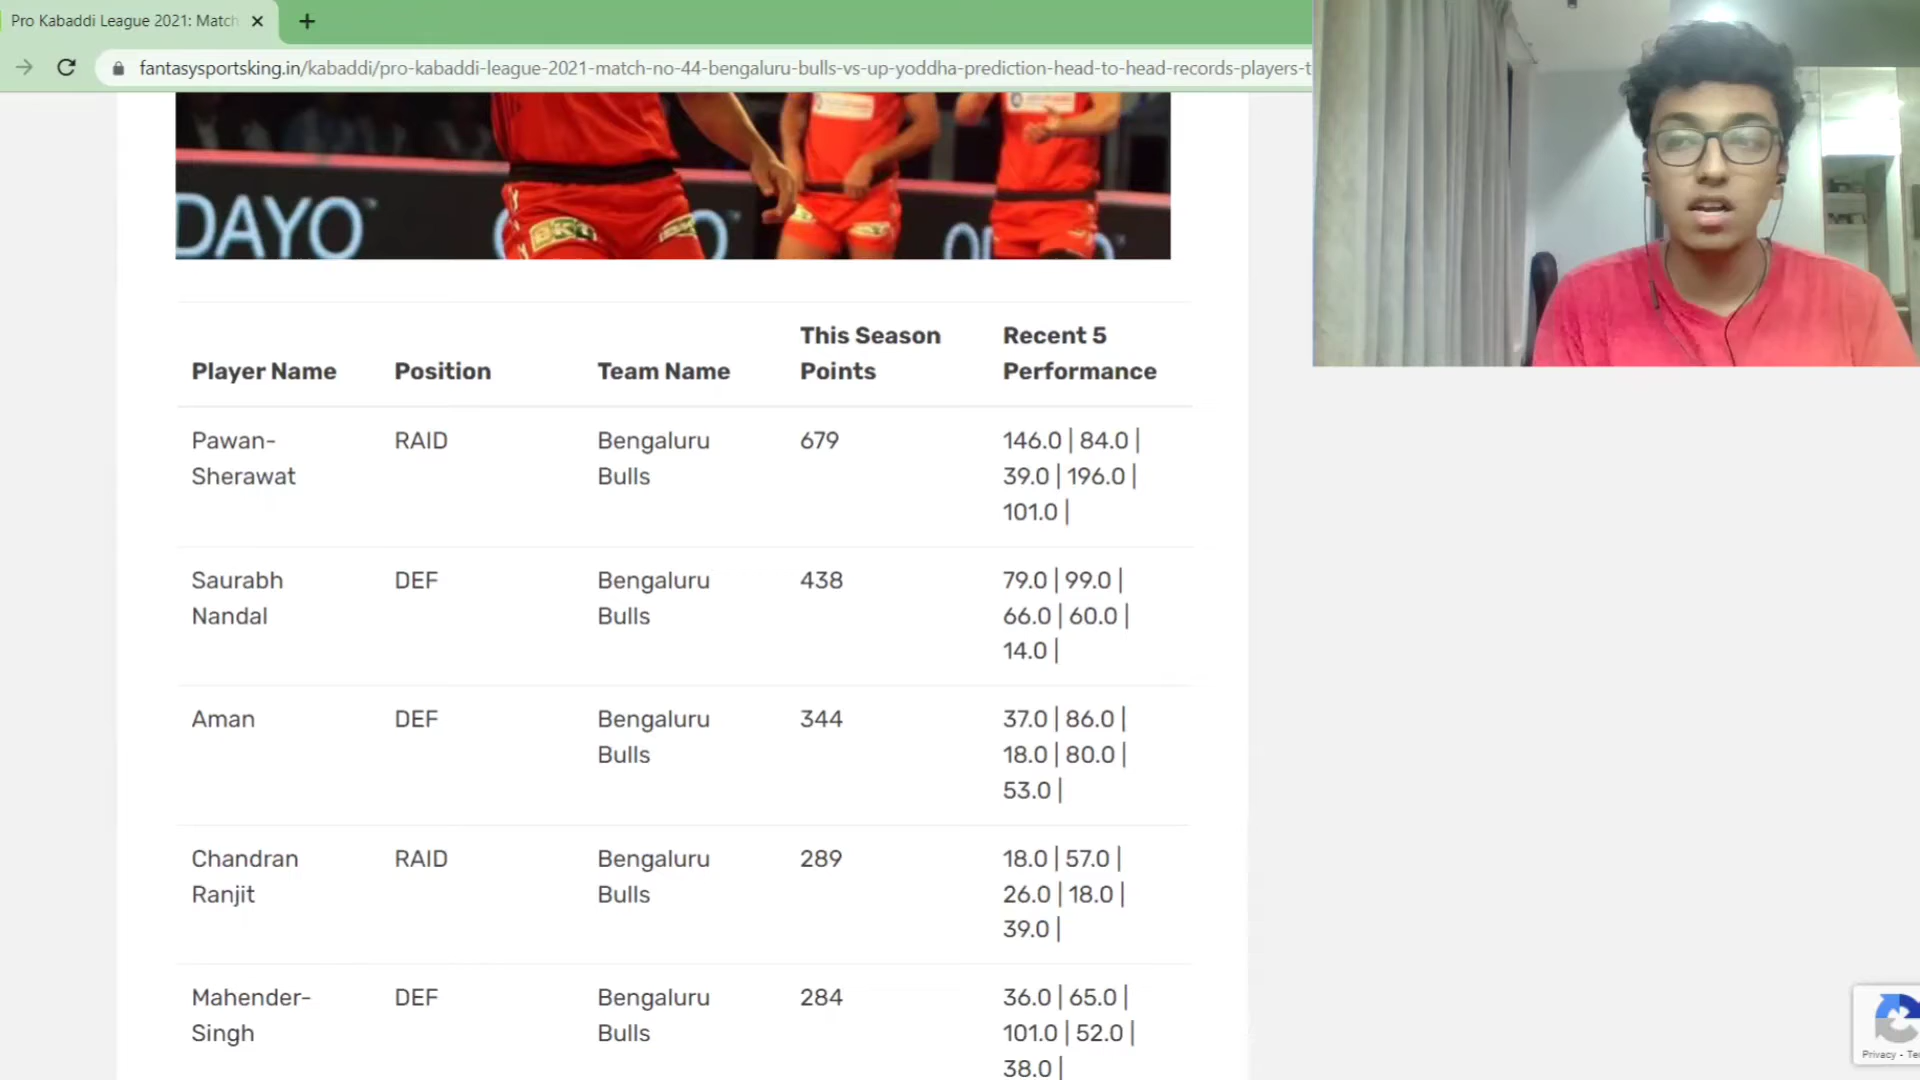 Pro Kabaddi League 2021: Match
fantasysportsking.in/kabaddi/pro-kabaddi-league-2021-match-no-44-bengaluru-bulls-vs-up-yoddha-prediction-head-to-head-records-players-t
DAYO
Player Name Position Team Name This Season Points Recent 5 Performance
Pawan- RAID Bengaluru 679 146.0 | 84.0 |
Sherawat Bulls 39.0 | 196.0 |
101.0 |
Saurabh DEF Bengaluru 438 79.0 | 99.0 |
Nandal Bulls 66.0 | 60.0 |
14.0 |
Aman DEF Bengaluru 344 37.0 | 86.0 |
Bulls 18.0 | 80.0 |
53.0 |
Chandran RAID Bengaluru 289 18.0 | 57.0 |
Ranjit Bulls 26.0 | 18.0 |
39.0 |
Mahender- DEF Bengaluru 284 36.0 | 65.0 |
Singh Bulls 101.0 | 52.0 |
38.0 |
Privacy - Te